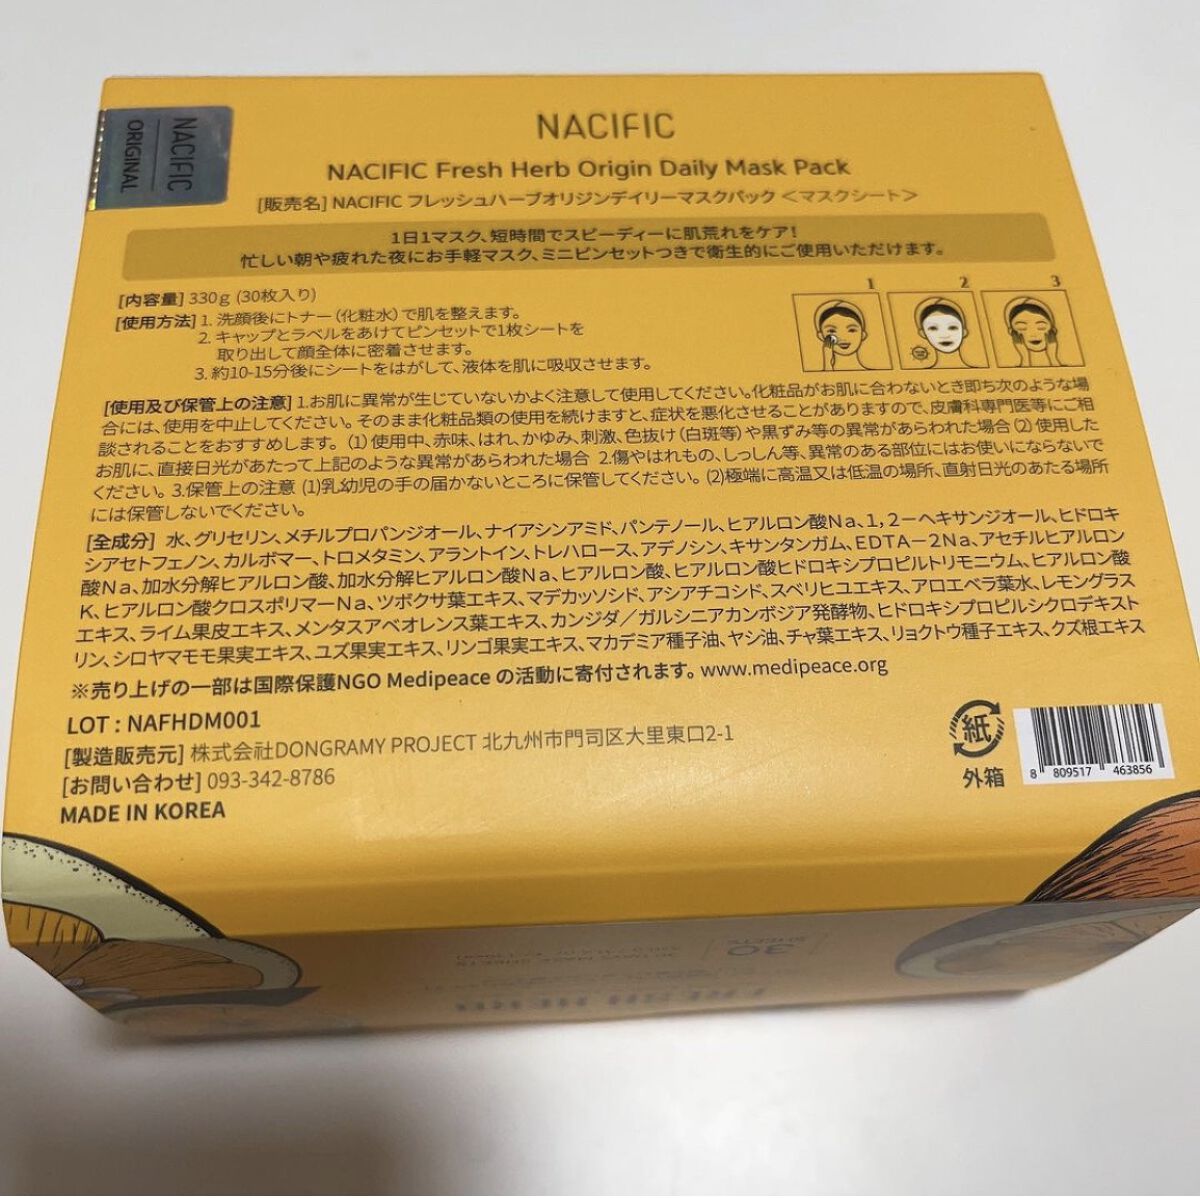 NACIFIC
ORIGINAL
NACIFIC
NACIFIC Fresh Herb Origin Daily Mask Pack
[販売名] NACIFIC フレッシュハーブオリジンデイリーマスクパック <マスクシート>
1日1マスク、短時間でスピーディーに肌荒れをケア!
忙しい朝や疲れた夜にお手軽マスク、ミニピンセットつきで衛生的にご使用いただけます。
[内容量] 330g (30枚入り)
[使用方法] 1. 洗顔後にトナー(化粧水)で肌を整えます。
2. キャップとラベルをあけてピンセットで1枚シートを
取り出して顔全体に密着させます。
3. 約10-15分後にシートをはがして、液体を肌に吸収させます。
1 2 3
[使用及び保管上の注意] 1.お肌に異常が生じていないかよく注意して使用してください。化粧品がお肌に合わないとき即ち次のような場
合には、使用を中止してください。そのまま化粧品類の使用を続けますと、症状を悪化させることがありますので、皮膚科専門医等にご相
談されることをおすすめします。(1)使用中、赤味、はれ、かゆみ、刺激、色抜け(白斑等)や黒ずみ等の異常があらわれた場合 (2)使用した
お肌に、直接日光があたって上記のような異常があらわれた場合 2.傷やはれもの、しっしん等、異常のある部位にはお使いにならないで
ください。3.保管上の注意 (1)乳幼児の手の届かないところに保管してください。(2)極端に高温又は低温の場所、直射日光のあたる場所
には保管しないでください。
[全成分] 水、グリセリン、メチルプロパンジオール、ナイアシンアミド、パンテノール、ヒアルロン酸Na、1,2-ヘキサンジオール、ヒドロキ
シアセトフェノン、カルボマー、トロメタミン、アラントイン、トレハロース、アデノシン、キサンタンガム、EDTA-2Na、アセチルヒアルロン
酸Na、加水分解ヒアルロン酸、加水分解ヒアルロン酸Na、ヒアルロン酸、ヒアルロン酸ヒドロキシプロピルトリモニウム、ヒアルロン酸
K、ヒアルロン酸クロスポリマーNa、ツボクサ葉エキス、マデカッソシド、アシアチコシド、スベリヒユエキス、アロエベラ葉水、レモングラス
エキス、ライム果皮エキス、メンタスアベオレンス葉エキス、カンジダ/ガルシニアカンボジア発酵物、ヒドロキシプロピルシクロデキスト
リン、シロヤマモモ果実エキス、ユズ果実エキス、リンゴ果実エキス、マカデミア種子油、ヤシ油、チャ葉エキス、リョクトウ種子エキス、クズ根エキス
※売り上げの一部は国際保護NGO Medipeace の活動に寄付されます。www.medipeace.org
LOT : NAFHDM001
[製造販売元] 株式会社DONGRAMY PROJECT 北九州市門司区大里東口2-1
[お問い合わせ] 093-342-8786
MADE IN KOREA
紙
外箱
8 809517 463856
30
SHEETS
FRESH HERB